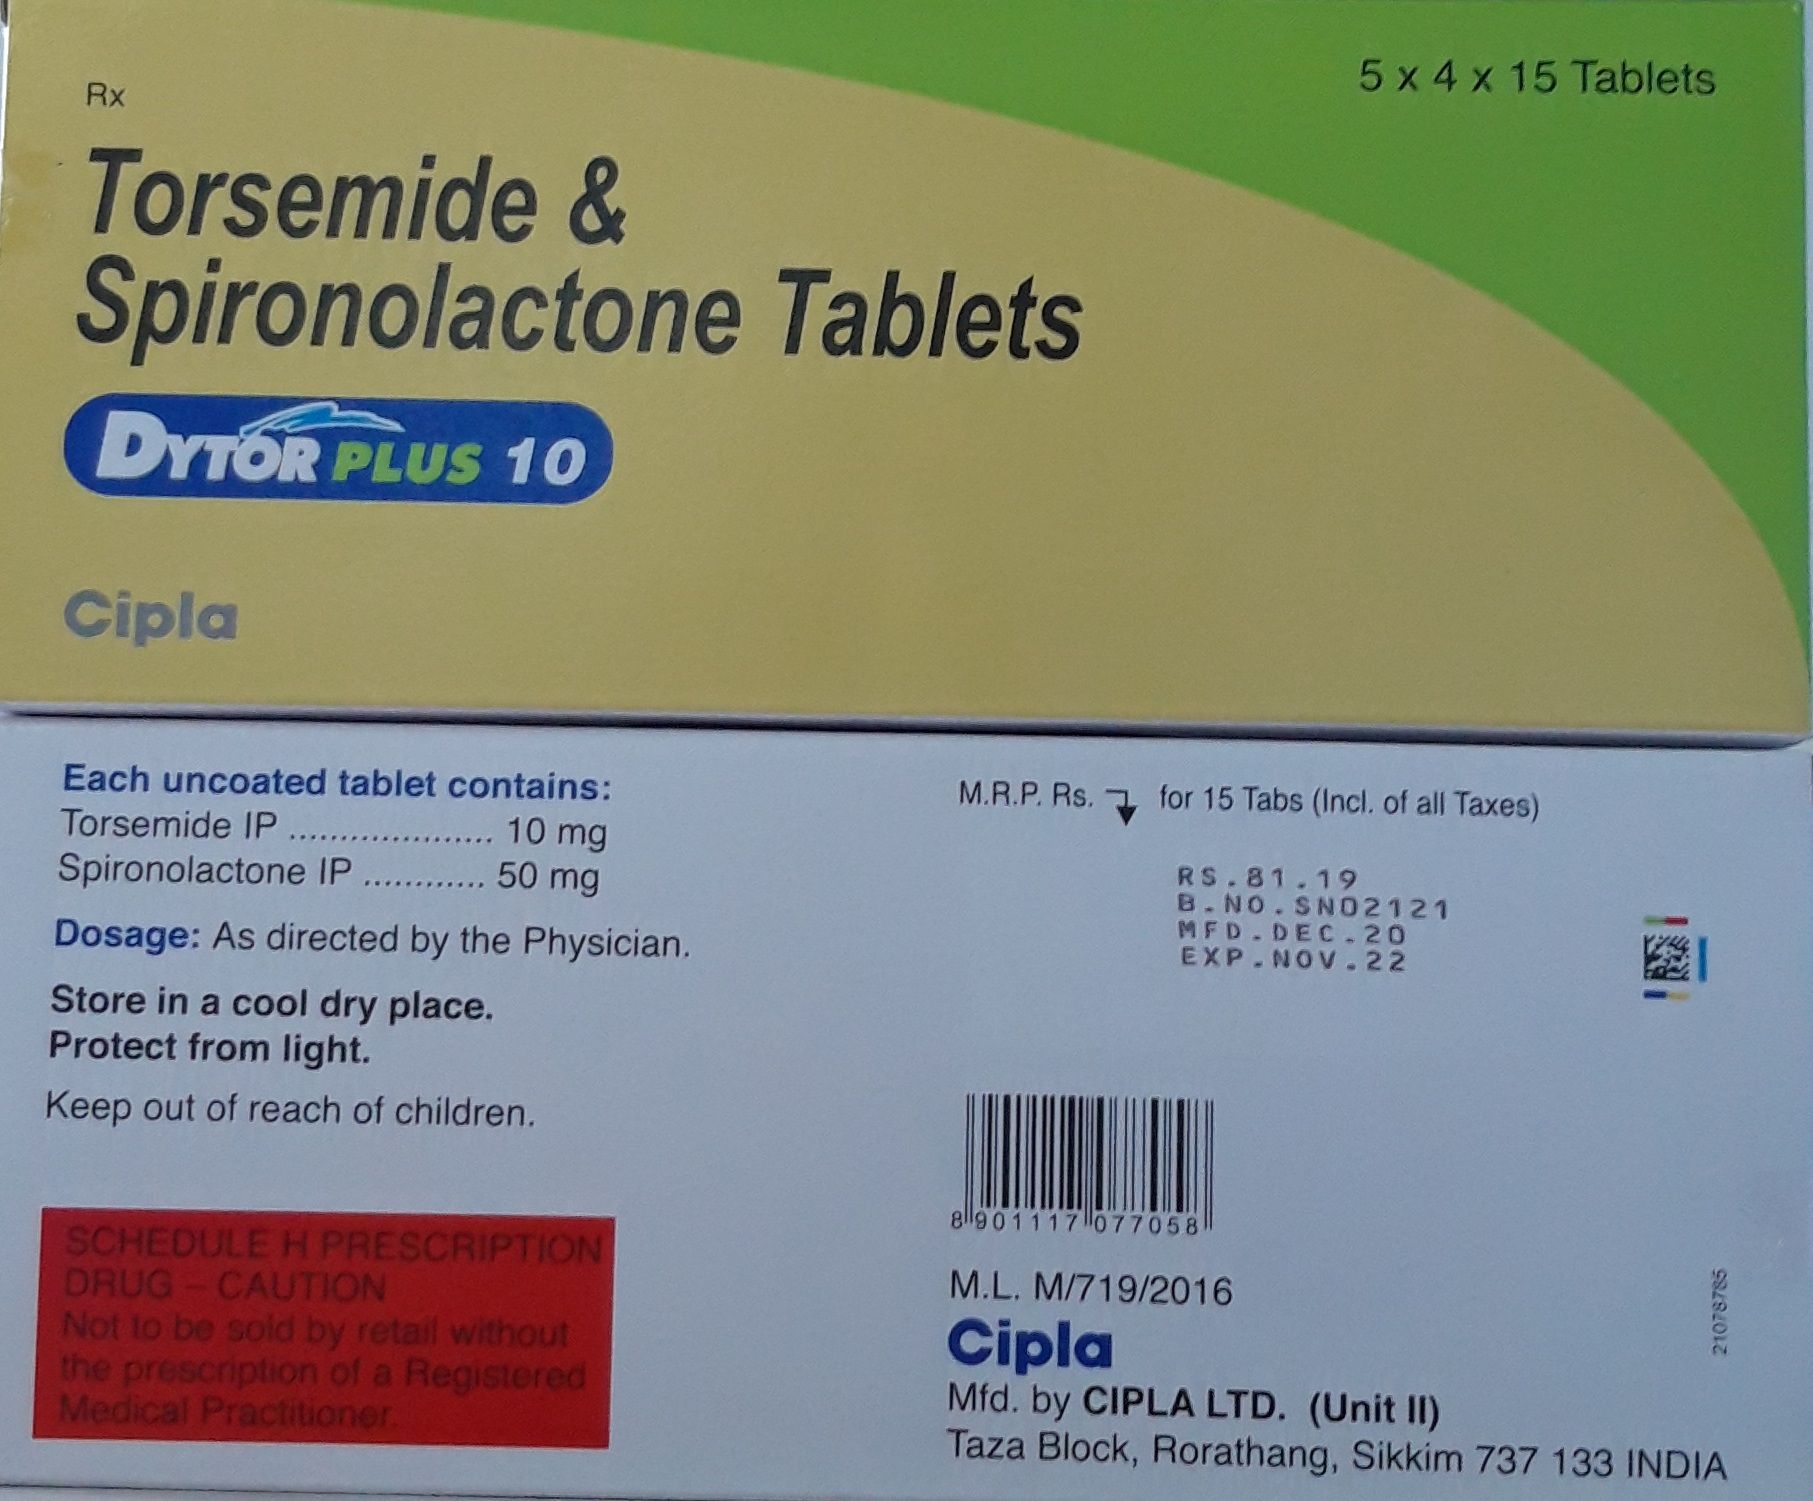 Rx
5 x 4 x 15 Tablets
Torsemide &
Spironolactone Tablets
DYTOR PLUS 10
Cipla
Each uncoated tablet contains:
Torsemide IP .................... 10 mg
Spironolactone IP ............ 50 mg
Dosage: As directed by the Physician.
Store in a cool dry place.
Protect from light.
Keep out of reach of children.
SCHEDULE H PRESCRIPTION
DRUG – CAUTION
Not to be sold by retail without
the prescription of a Registered
Medical Practitioner.
M.R.P. Rs. for 15 Tabs (Incl. of all Taxes)
RS.81.19
B.NO.SN02121
MFD.DEC.20
EXP.NOV.22
8 901117 077058
M.L. M/719/2016
Cipla
Mfd. by CIPLA LTD. (Unit II)
Taza Block, Rorathang, Sikkim 737 133 INDIA
21078785